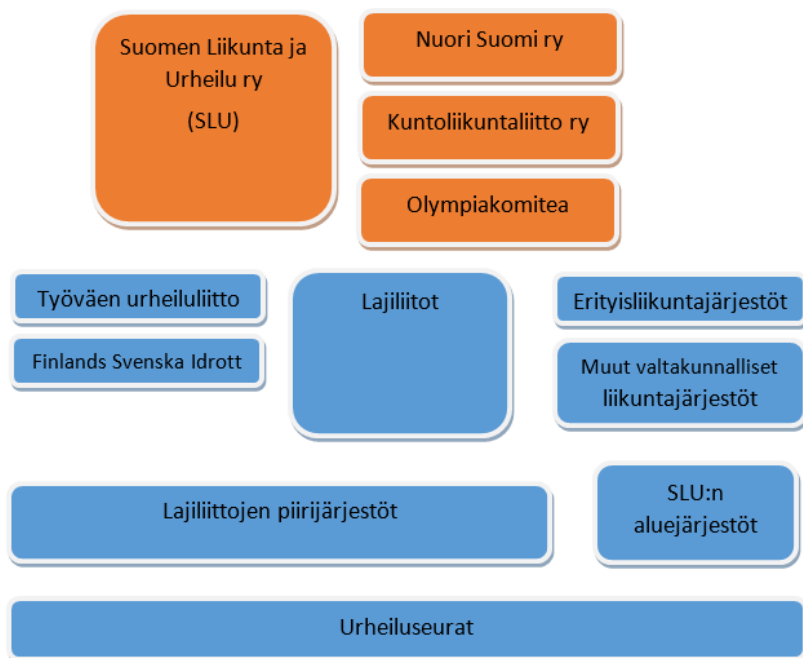 Suomen Liikunta ja
Urheilu ry
(SLU)
Nuori Suomi ry
Kuntoliikuntaliitto ry
Olympiakomitea
Työväen urheiluliitto
Finlands Svenska Idrott
Lajiliitot
Erityisliikuntajärjestöt
Muut valtakunnalliset
liikuntajärjestöt
Lajiliittojen piirijärjestöt
SLU:n
aluejärjestöt
Urheiluseurat